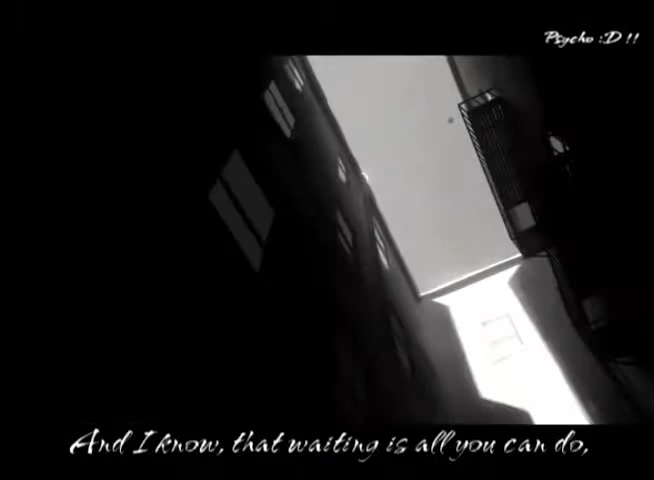 Psycho :D !!
And I know, that waiting is all you can do,